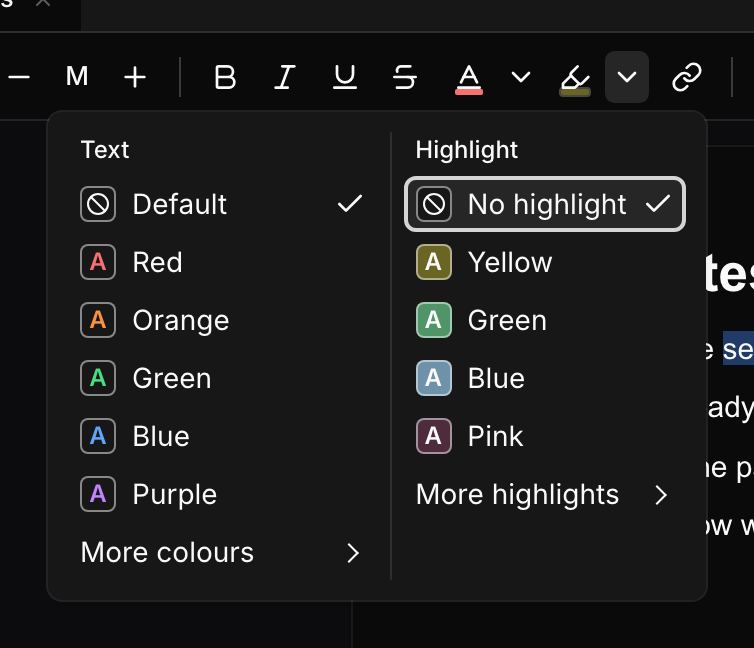 s
M
B I U S A
Text
Default
A Red
A Orange
A Green
A Blue
A Purple
More colours
Highlight
No highlight
A Yellow
A Green
A Blue
A Pink
More highlights